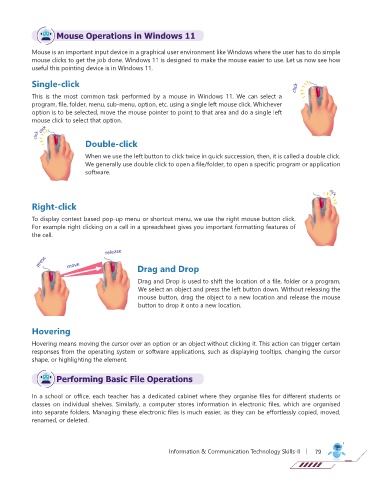 Mouse Operations in Windows 11
Mouse is an important input device in a graphical user environment like Windows where the user has to do simple
mouse clicks to get the job done. Windows 11 is designed to make the mouse easier to use. Let us now see how
useful this pointing device is in Windows 11.
Single-click
click
This is the most common task performed by a mouse in Windows 11. We can select a
program, file, folder, menu, sub-menu, option, etc. using a single left mouse click. Whichever
option is to be selected, move the mouse pointer to point to that area and do a single left
mouse click to select that option.
click click
Double-click
When we use the left button to click twice in quick succession, then, it is called a double click.
We generally use double click to open a file/folder, to open a specific program or application
software.
click
Right-click
To display context based pop-up menu or shortcut menu, we use the right mouse button click.
For example right clicking on a cell in a spreadsheet gives you important formatting features of
the cell.
press
move
release
Drag and Drop
Drag and Drop is used to shift the location of a file, folder or a program.
We select an object and press the left button down. Without releasing the
mouse button, drag the object to a new location and release the mouse
button to drop it onto a new location.
Hovering
Hovering means moving the cursor over an option or an object without clicking it. This action can trigger certain
responses from the operating system or software applications, such as displaying tooltips, changing the cursor
shape, or highlighting the element.
Performing Basic File Operations
In a school or office, each teacher has a dedicated cabinet where they organise files for different students or
classes on individual shelves. Similarly, a computer stores information in electronic files, which are organised
into separate folders. Managing these electronic files is much easier, as they can be effortlessly copied, moved,
renamed, or deleted.
Information & Communication Technology Skills-II | 79